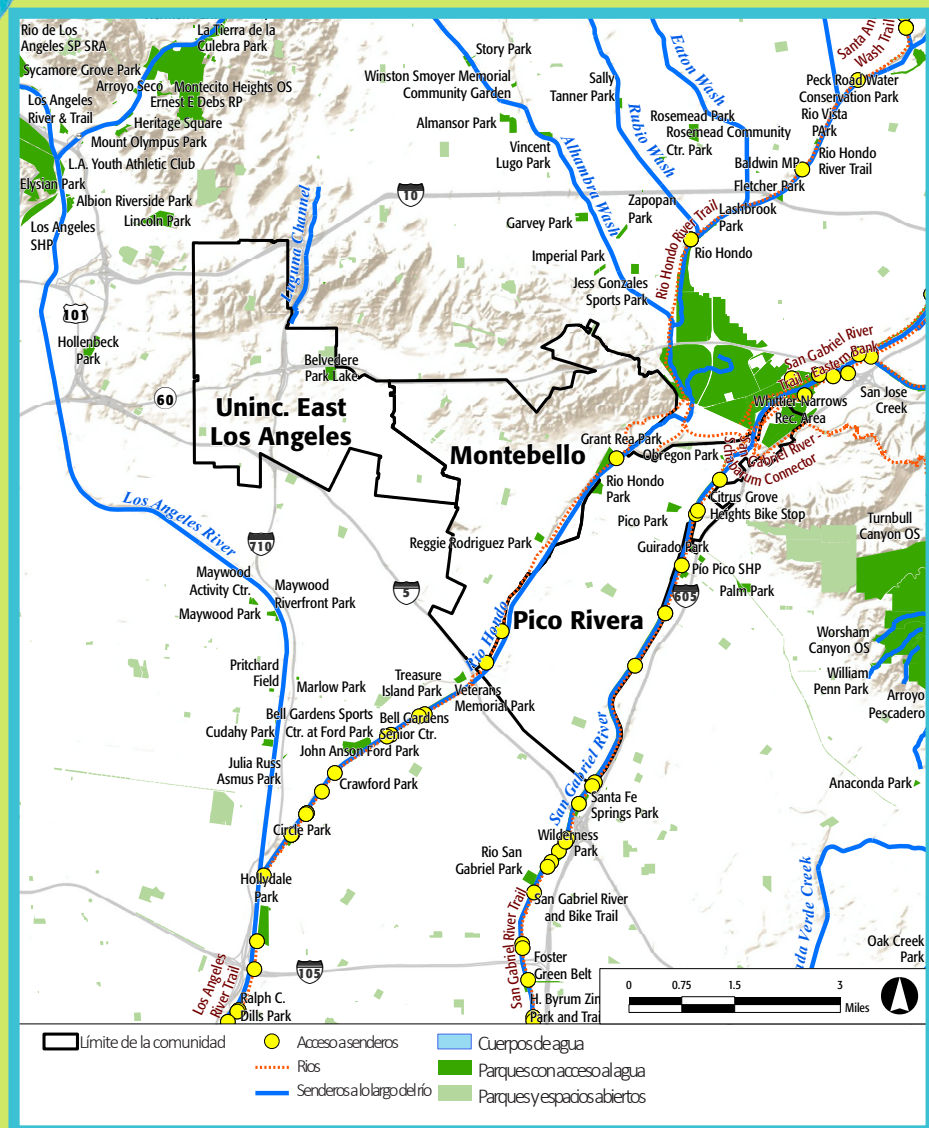 Rio de Los
Angeles SP SRA
La Tierra de la
Culebra Park
Sycamore Grove Park
Arroyo Seco
Montecito Heights OS
Ernest E Debs RP
Los Angeles
River & Trail
Heritage Square
Mount Olympus Park
L.A. Youth Athletic Club
Elysian Park
Albion Riverside Park
Lincoln Park
Los Angeles
SHP
Story Park
Winston Smoyer Memorial
Community Garden
Almansor Park
Vincent
Lugo Park
Sally
Tanner Park
Eaton Wash
Rubio Wash
Alhambra Wash
Rosemead Park
Rosemead Community
Ctr. Park
Santa An
Wash Trail
Peck Road Water
Conservation Park
Rio Vista
PArk
Rio Hondo
River Trail
Baldwin MP
Fletcher Park
Lashbrook
Park
Zapopan
Park
Garvey Park
Imperial Park
Jess Gonzales
Sports Park
Rio Hondo River Trail
Rio Hondo
10
Laguna Channel
101
Hollenbeck
Park
60
Belvedere
Park Lake
Uninc. East
Los Angeles
Montebello
San Gabriel River
Trail - Eastern Bank
Whittier Narrows
Rec. Area
San Jose
Creek
Grant Rea Park
Obregon Park
Gabriel River -
Schabarum Connector
Rio Hondo
Park
Citrus Grove
Heights Bike Stop
Pico Park
Reggie Rodriguez Park
Guirado Park
Pío Pico SHP
Palm Park
Turnbull
Canyon OS
Los Angeles River
710
5
605
Maywood
Activity Ctr.
Maywood
Riverfront Park
Maywood Park
Pico Rivera
Rio Hondo
Worsham
Canyon OS
William
Penn Park
Arroyo
Pescadero
Pritchard
Field
Marlow Park
Treasure
Island Park
Veterans
Memorial Park
Bell Gardens Sports
Ctr. at Ford Park
Bell Gardens
Senior Ctr.
Cudahy Park
John Anson Ford Park
Julia Russ
Asmus Park
Crawford Park
San Gabriel River
Anaconda Park
Circle Park
Santa Fe
Springs Park
Wilderness
Park
Rio San
Gabriel Park
Hollydale
Park
San Gabriel River
and Bike Trail
San Gabriel River Trail
ada Verde Creek
Oak Creek
Park
Los Angeles
River Trail
105
Foster
Green Belt
Ralph C.
Dills Park
H. Byrum Zin
Park and Trai
0 0.75 1.5 3
Miles
Límite de la comunidad
Acceso a senderos
Rios
Senderos a lo largo del río
Cuerpos de agua
Parques con acceso al agua
Parques y espacios abiertos